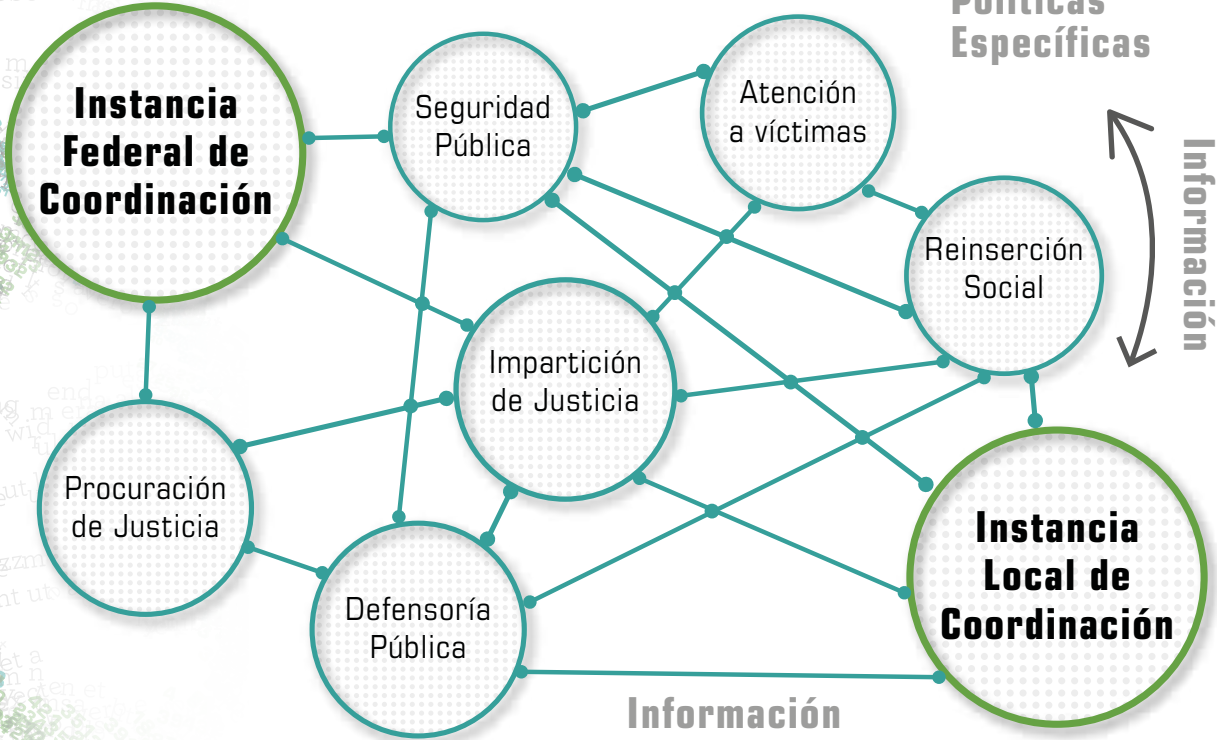 Políticas
Específicas
Instancia
Federal de
Coordinación
Seguridad
Pública
Atención
a víctimas
Información
Reinserción
Social
Impartición
de Justicia
Procuración
de Justicia
Instancia
Local de
Coordinación
Defensoría
Pública
Información